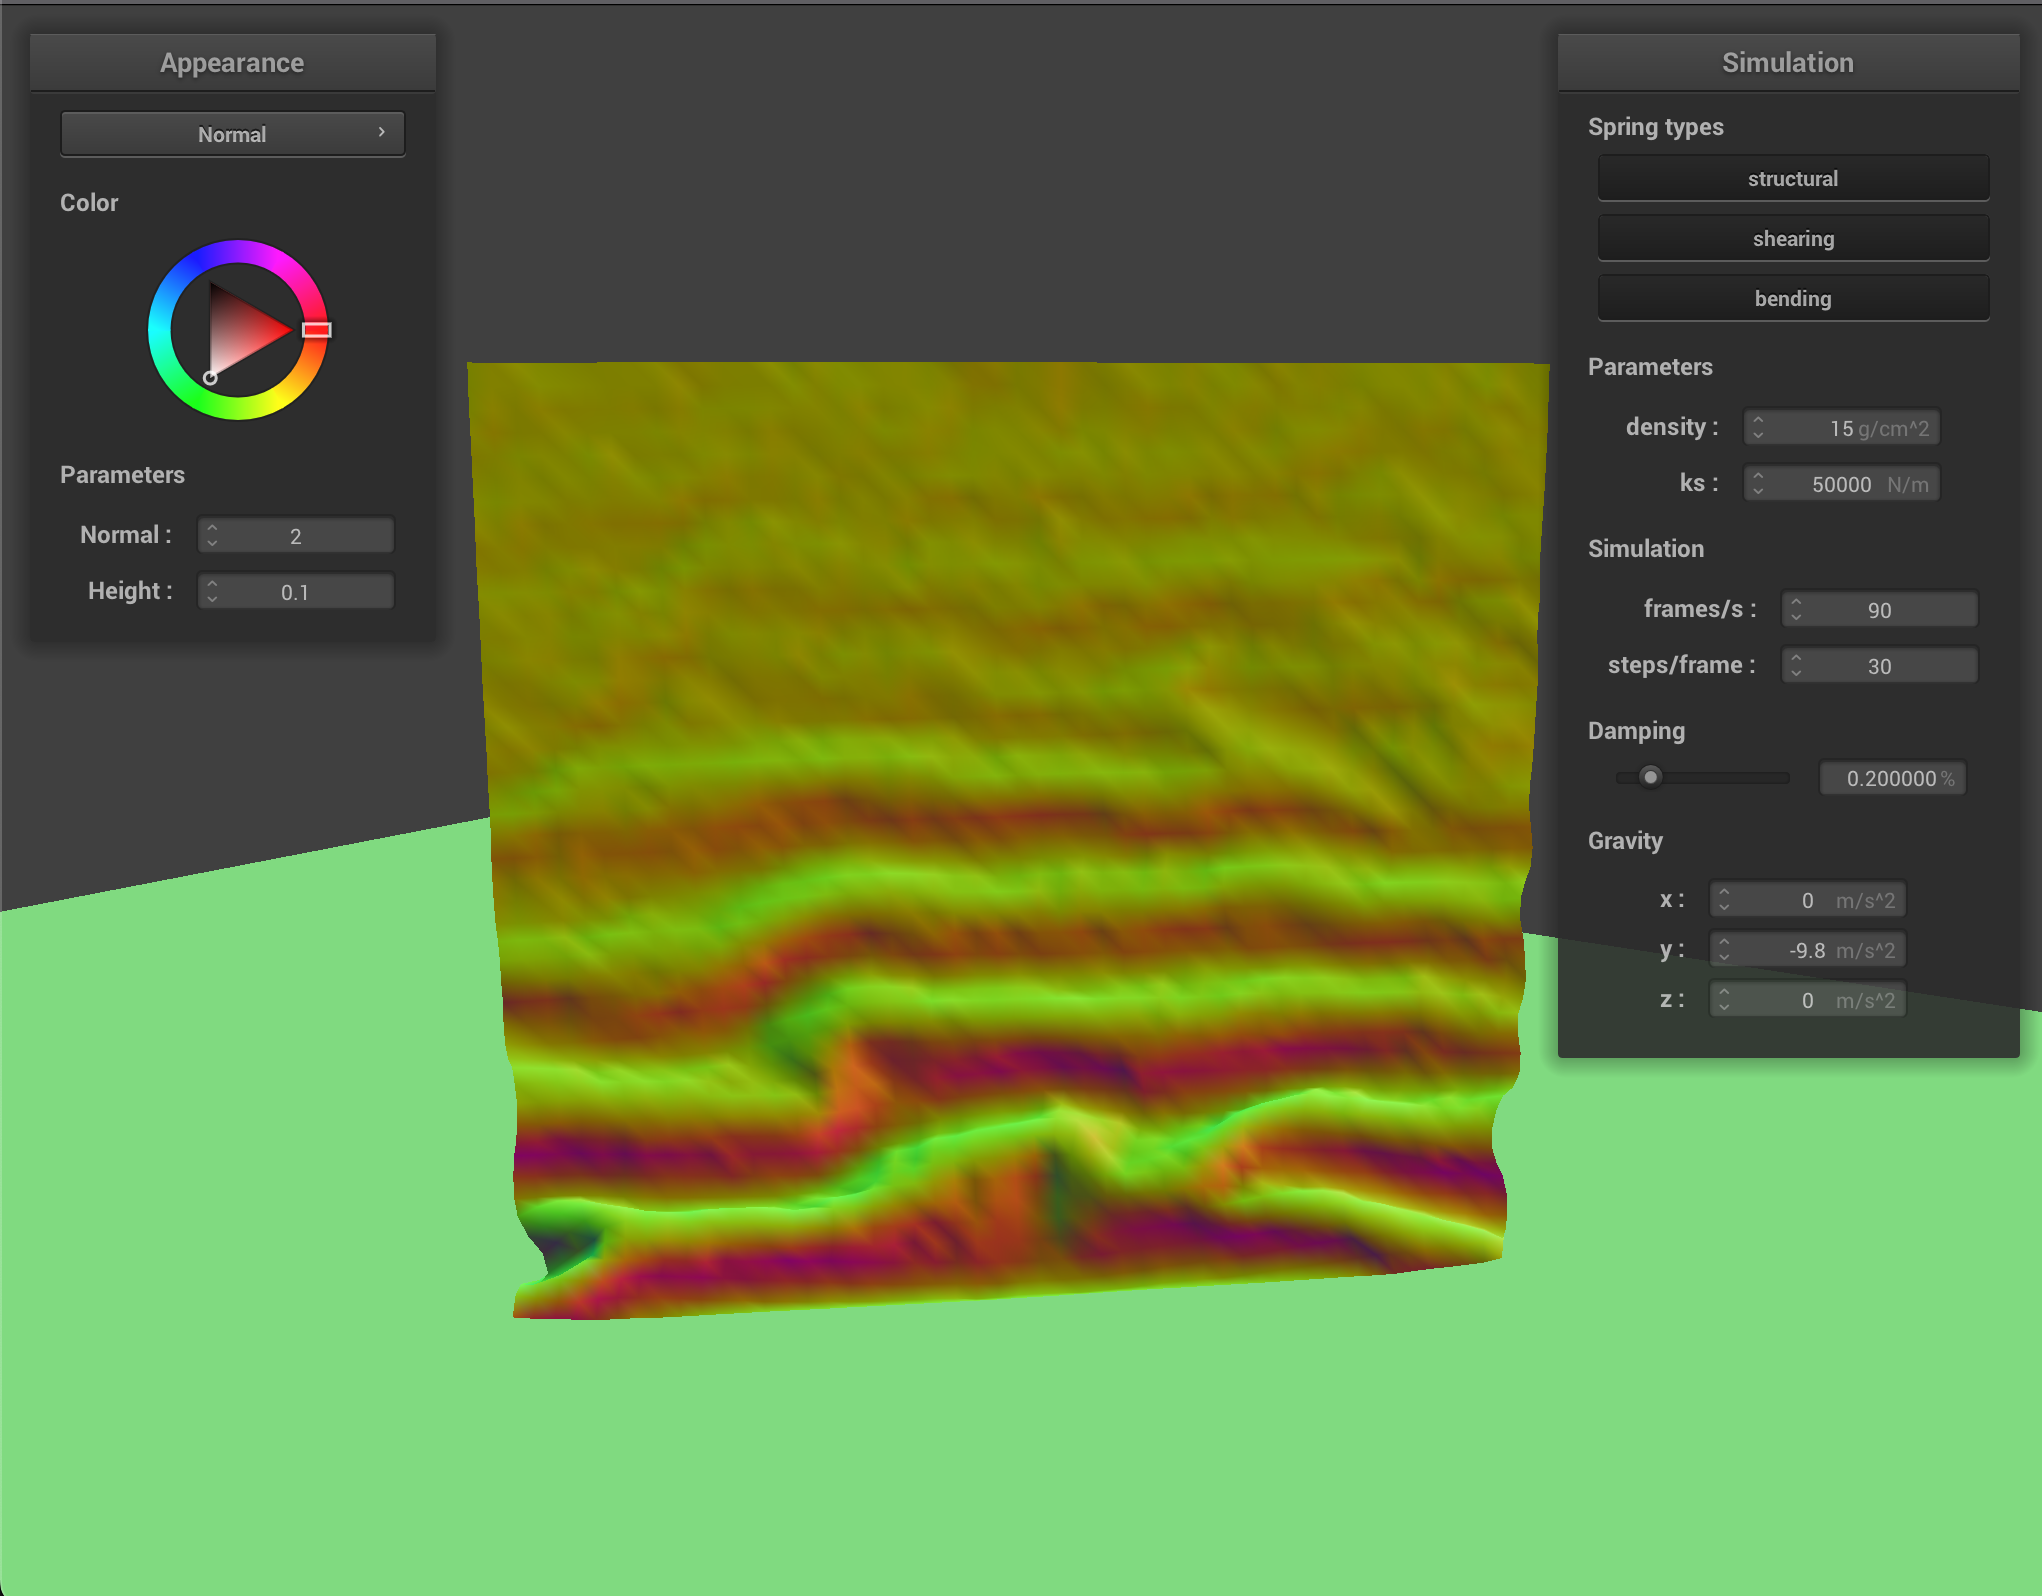 Appearance
Normal
Color
Parameters
Normal : 2
Height : 0.1
Simulation
Spring types
structural
shearing
bending
Parameters
density : 15 g/cm^2
ks : 50000 N/m
Simulation
frames/s : 90
steps/frame : 30
Damping
0.200000 %
Gravity
x : 0 m/s^2
y : -9.8 m/s^2
z : 0 m/s^2